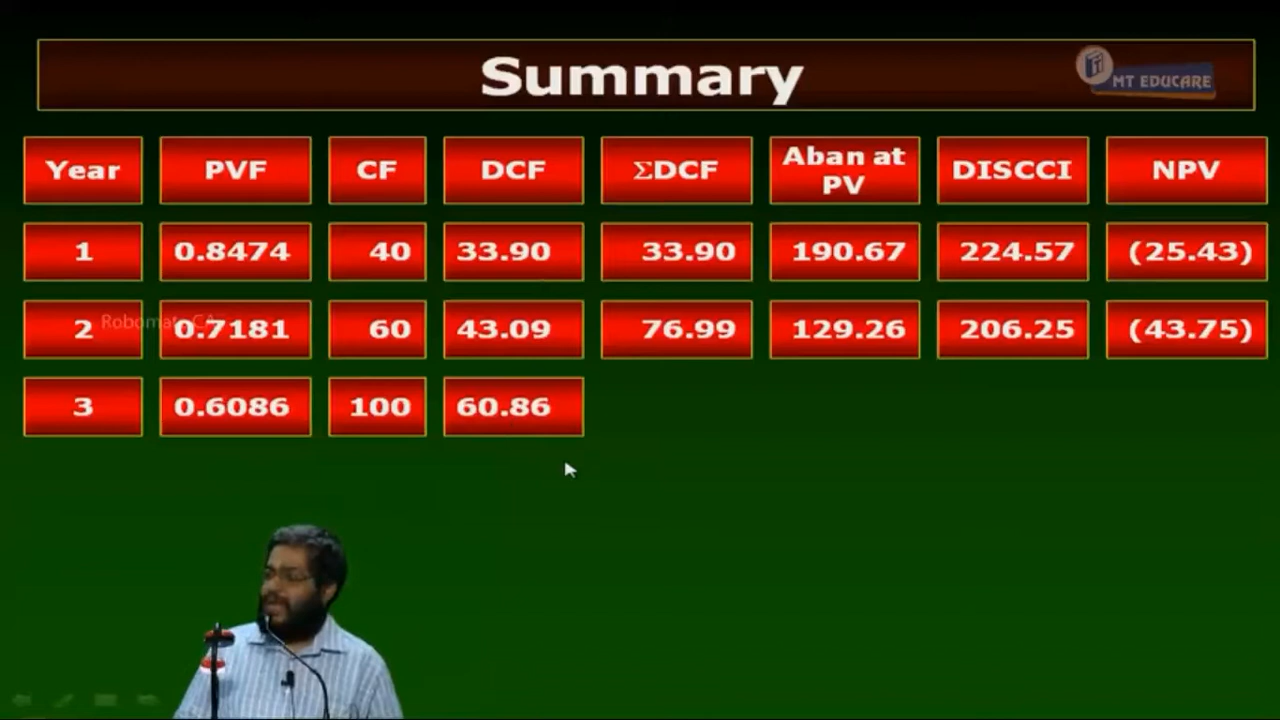 Summary
MT EDUCARE
Year PVF CF DCF ΣDCF Aban at PV DISCCI NPV
1 0.8474 40 33.90 33.90 190.67 224.57 (25.43)
2 0.7181 60 43.09 76.99 129.26 206.25 (43.75)
Robomate CA
3 0.6086 100 60.86